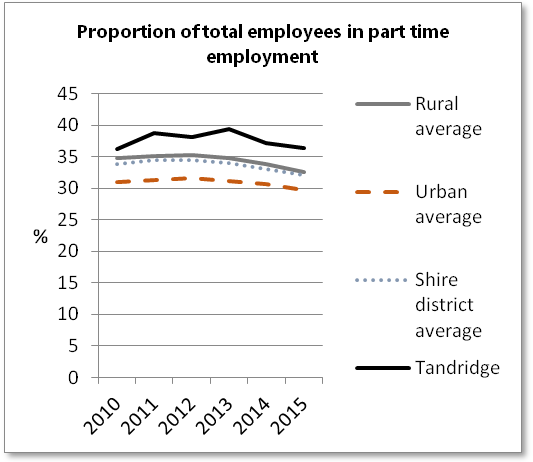 Proportion of total employees in part time
employment
45
40
35
30
25
20
15
10
5
0
%
2010
2011
2012
2013
2014
2015
Rural
average
Urban
average
Shire
district
average
Tandridge